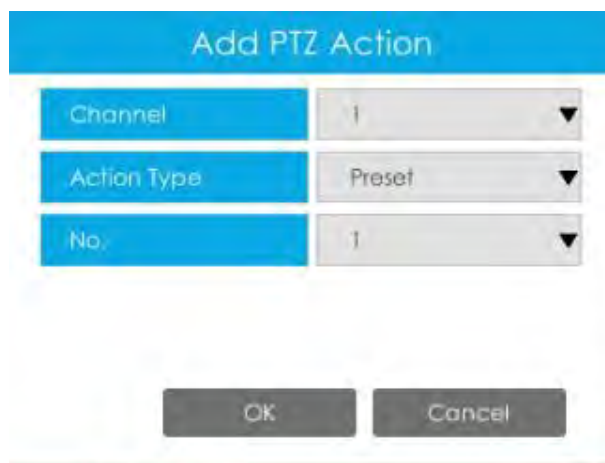 Add PTZ Action
Channel 1
Action Type Preset
No. 1
OK Cancel